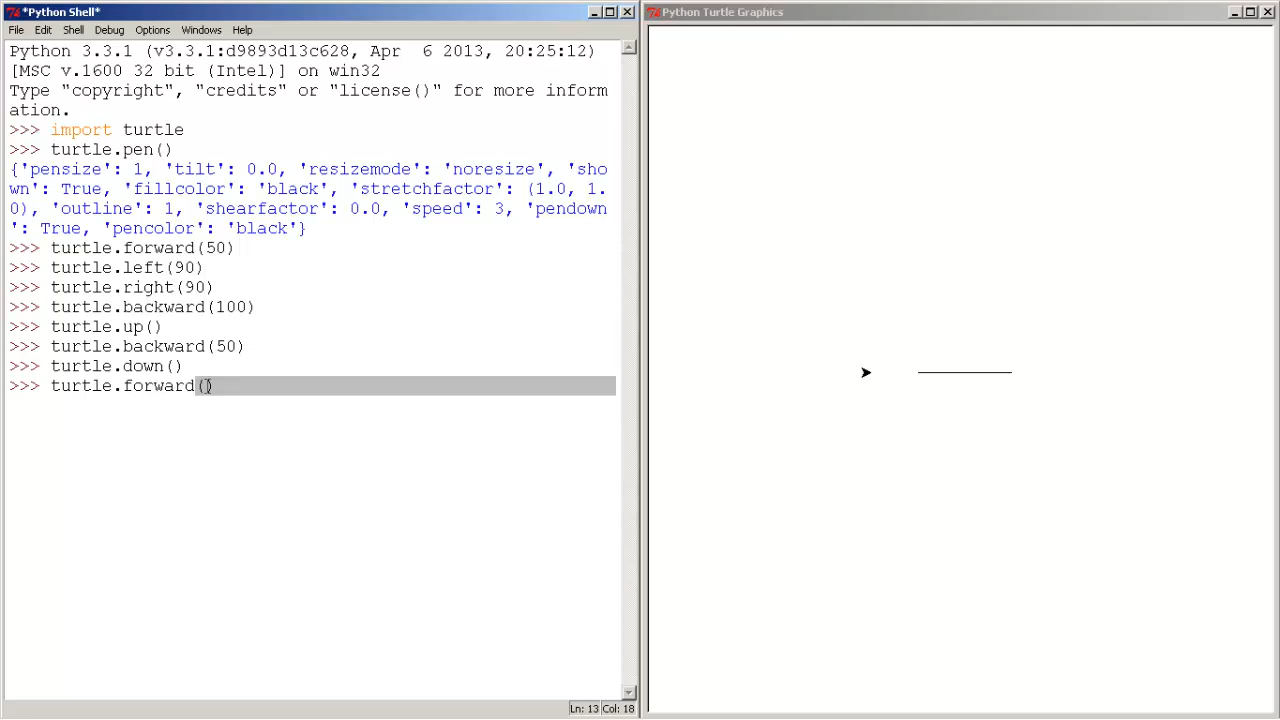 *Python Shell*
File Edit Shell Debug Options Windows Help
Python 3.3.1 (v3.3.1:d9893d13c628, Apr  6 2013, 20:25:12)
[MSC v.1600 32 bit (Intel)] on win32
Type "copyright", "credits" or "license()" for more inform
ation.
>>> import turtle
>>> turtle.pen()
{'pensize': 1, 'tilt': 0.0, 'resizemode': 'noresize', 'sho
wn': True, 'fillcolor': 'black', 'stretchfactor': (1.0, 1.
0), 'outline': 1, 'shearfactor': 0.0, 'speed': 3, 'pendown
': True, 'pencolor': 'black'}
>>> turtle.forward(50)
>>> turtle.left(90)
>>> turtle.right(90)
>>> turtle.backward(100)
>>> turtle.up()
>>> turtle.backward(50)
>>> turtle.down()
>>> turtle.forward()
Ln: 13 Col: 18
Python Turtle Graphics